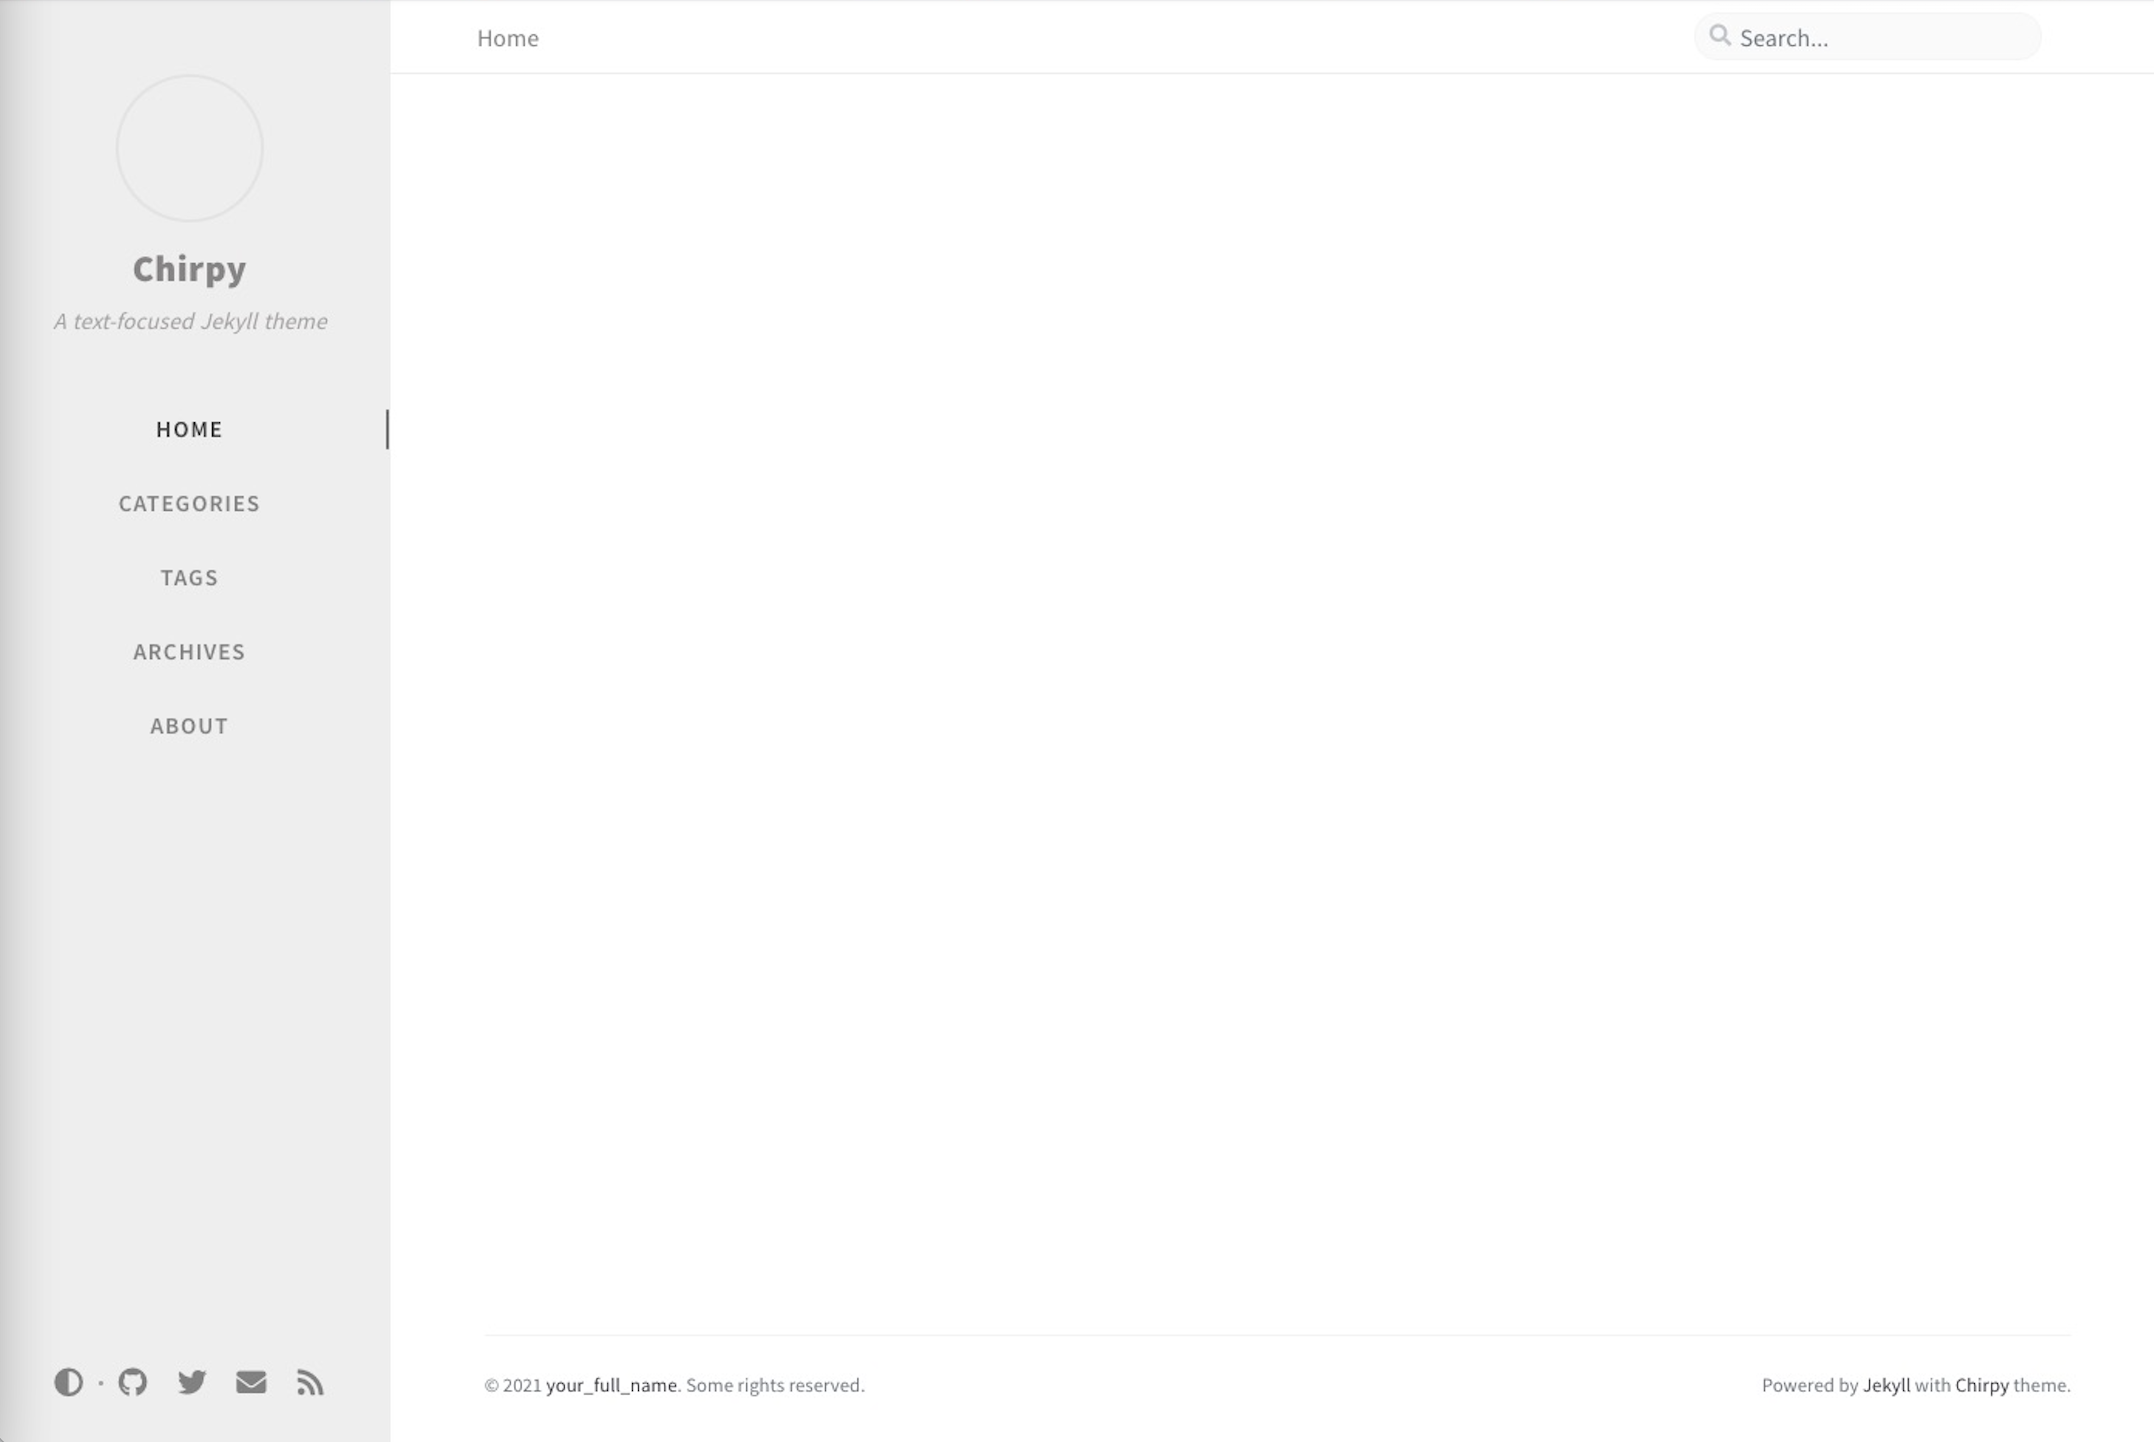 Chirpy
A text-focused Jekyll theme
HOME
CATEGORIES
TAGS
ARCHIVES
ABOUT
Home
Search...
© 2021 your_full_name. Some rights reserved.
Powered by Jekyll with Chirpy theme.